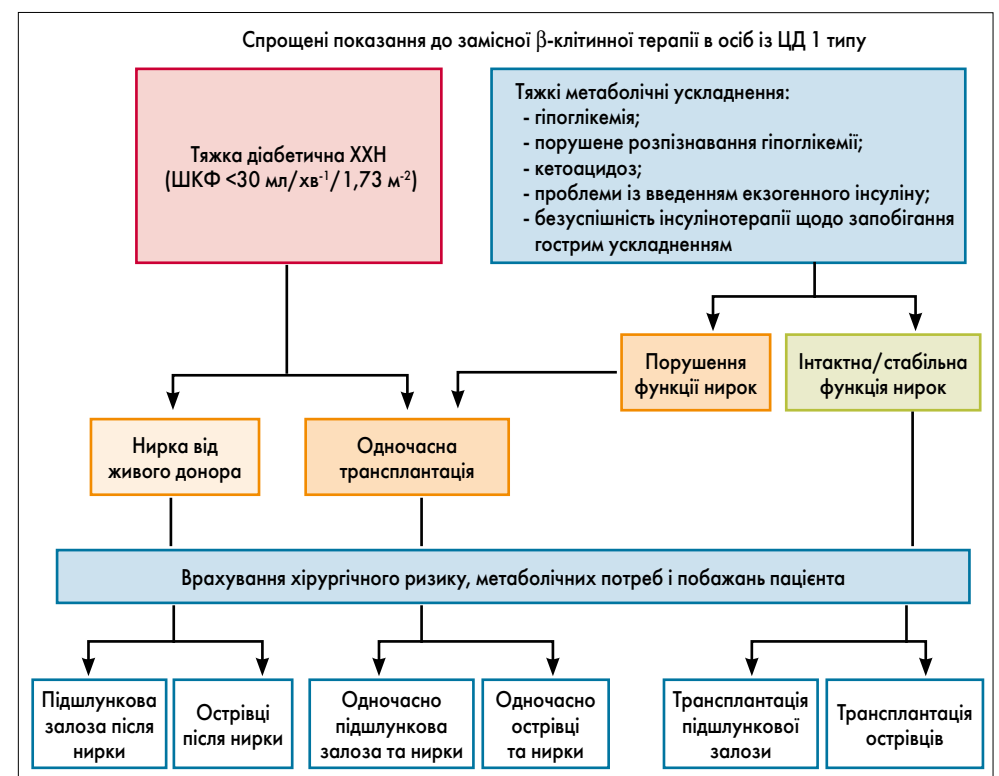 Спрощені показання до замісної β-клітинної терапії в осіб із ЦД 1 типу
Тяжка діабетична ХХН
(ШКФ <30 мл/хв⁻¹/1,73 м⁻²)
Тяжкі метаболічні ускладнення:
- гіпоглікемія;
- порушене розпізнавання гіпоглікемії;
- кетоацидоз;
- проблеми із введенням екзогенного інсуліну;
- безуспішність інсулінотерапії щодо запобігання
гострим ускладненням
Порушення
функції нирок
Інтактна/стабільна
функція нирок
Нирка від
живого донора
Одночасна
трансплантація
Врахування хірургічного ризику, метаболічних потреб і побажань пацієнта
Підшлункова
залоза після
нирки
Острівці
після нирки
Одночасно
підшлункова
залоза та нирки
Одночасно
острівці
та нирки
Трансплантація
підшлункової
залози
Трансплантація
острівців